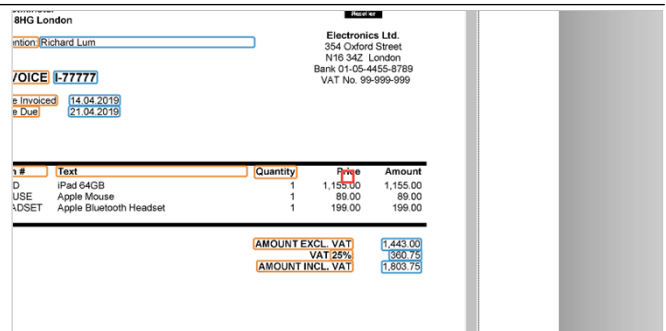 8HG London
Receiver
Electronics Ltd.
354 Oxford Street
N16 34Z London
Bank 01-05-4455-8789
VAT No. 99-999-999
ention: Richard Lum
VOICE I-77777
e Invoiced 14.04.2019
e Due 21.04.2019
n # Text Quantity Price Amount
D iPad 64GB 1 1,155.00 1,155.00
USE Apple Mouse 1 89.00 89.00
ADSET Apple Bluetooth Headset 1 199.00 199.00
AMOUNT EXCL. VAT 1,443.00
VAT 25% 360.75
AMOUNT INCL. VAT 1,803.75